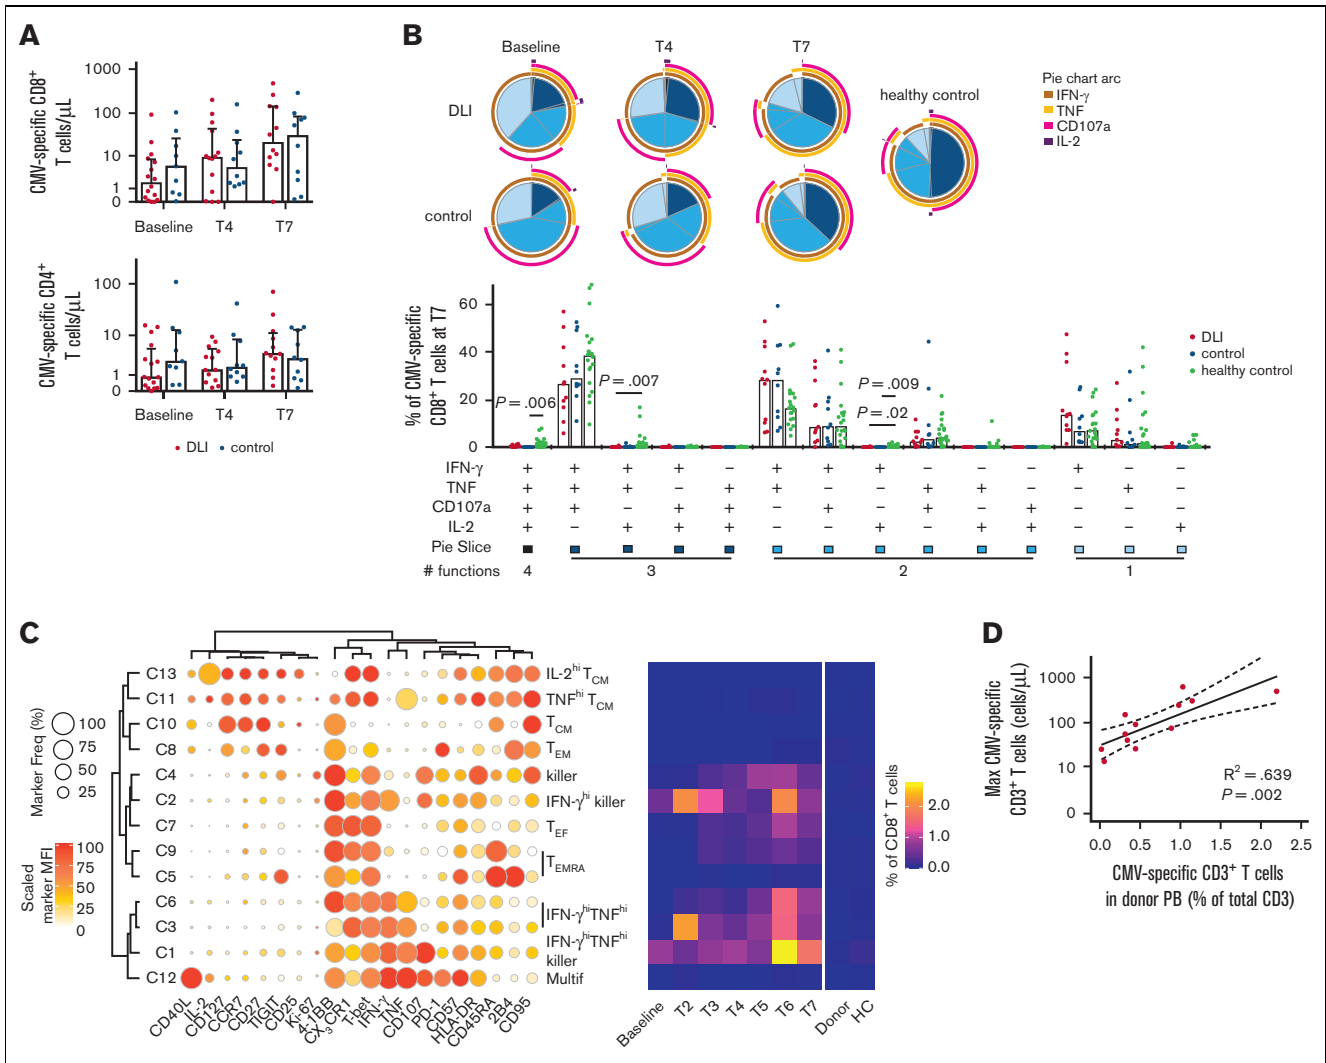 A
CMV-specific CD8⁺
T cells/μL
1000
100
10
1
0
Baseline
T4
T7
CMV-specific CD4⁺
T cells/μL
100
10
1
0
Baseline
T4
T7
DLI
control
B
Baseline
T4
T7
DLI
control
healthy control
Pie chart arc
IFN-γ
TNF
CD107a
IL-2
% of CMV-specific
CD8⁺ T cells at T7
60
40
20
0
P = .006
P = .007
P = .009
P = .02
DLI
control
healthy control
IFN-γ + + + + – + + + – – – + – –
TNF + + + – + + – – + + – – + –
CD107a + + – + + – + – + – + – – –
IL-2 + – + + + – – + – + + – – +
Pie Slice
# functions 4 3 2 1
C
Marker Freq (%)
100
75
50
25
Scaled
marker MFI
100
75
50
25
0
C13 IL-2ʰⁱ T_CM
C11 TNFʰⁱ T_CM
C10 T_CM
C8 T_EM
C4 killer
C2 IFN-γʰⁱ killer
C7 T_EF
C9
C5
T_EMRA
C6
C3
IFN-γʰⁱTNFʰⁱ
C1 IFN-γʰⁱTNFʰⁱ
killer
C12 Multif
CD40L
IL-2
CD127
CCR7
CD27
TIGIT
CD25
Ki-67
4-1BB
CX₃CR1
T-bet
IFN-γ
TNF
CD107
PD-1
CD57
HLA-DR
CD45RA
2B4
CD95
Baseline
T2
T3
T4
T5
T6
T7
Donor
HC
% of CD8⁺ T cells
2.0
1.0
0.0
D
Max CMV-specific
CD3⁺ T cells (cells/μL)
1000
100
10
0
R² = .639
P = .002
0.0
0.5
1.0
1.5
2.0
2.5
CMV-specific CD3⁺ T cells
in donor PB (% of total CD3)